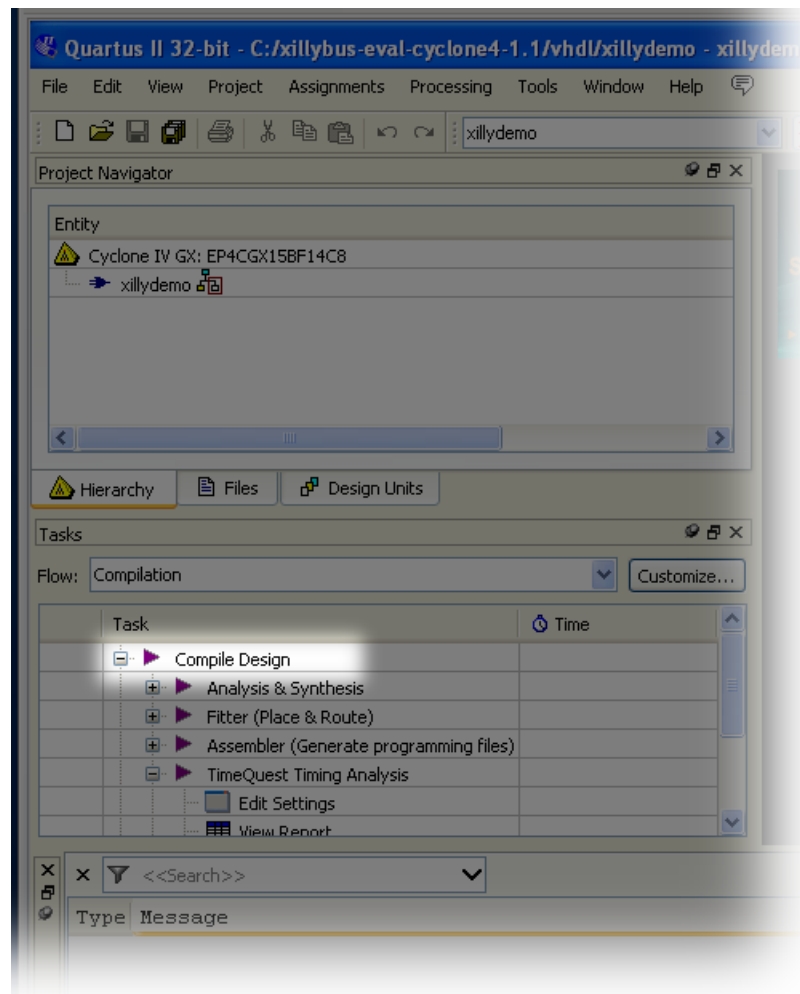 Quartus II 32-bit - C:/xillybus-eval-cyclone4-1.1/vhdl/xillydemo - xillydem
File Edit View Project Assignments Processing Tools Window Help
xillydemo
Project Navigator
Entity
Cyclone IV GX: EP4CGX15BF14C8
xillydemo
Hierarchy Files Design Units
Tasks
Flow: Compilation Customize...
Task Time
Compile Design
Analysis & Synthesis
Fitter (Place & Route)
Assembler (Generate programming files)
TimeQuest Timing Analysis
Edit Settings
View Report
<<Search>>
Type Message